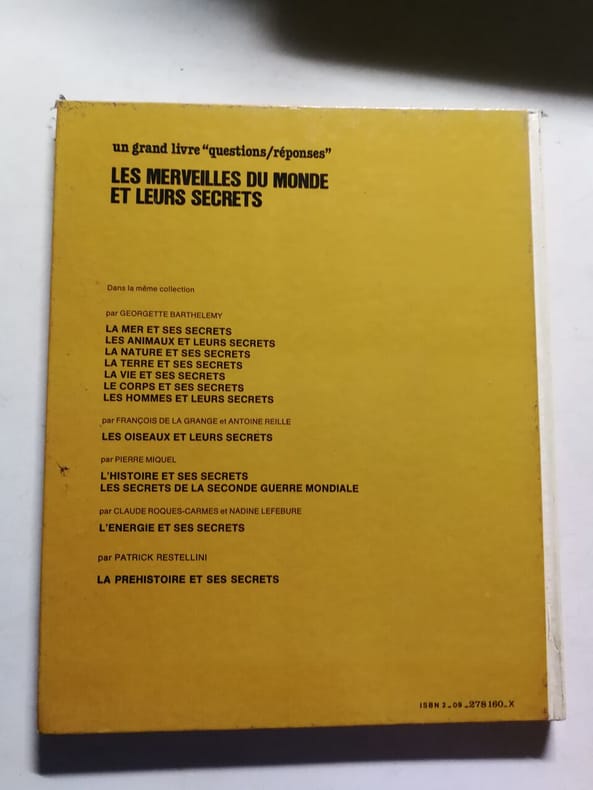 un grand livre "questions/réponses"
LES MERVEILLES DU MONDE
ET LEURS SECRETS
Dans la même collection
par GEORGETTE BARTHELEMY
LA MER ET SES SECRETS
LES ANIMAUX ET LEURS SECRETS
LA NATURE ET SES SECRETS
LA TERRE ET SES SECRETS
LA VIE ET SES SECRETS
LE CORPS ET SES SECRETS
LES HOMMES ET LEURS SECRETS
par FRANÇOIS DE LA GRANGE et ANTOINE REILLE
LES OISEAUX ET LEURS SECRETS
par PIERRE MIQUEL
L'HISTOIRE ET SES SECRETS
LES SECRETS DE LA SECONDE GUERRE MONDIALE
par CLAUDE ROQUES-CARMES et NADINE LEFEBURE
L'ENERGIE ET SES SECRETS
par PATRICK RESTELLINI
LA PREHISTOIRE ET SES SECRETS
ISBN 2_09_278160_X